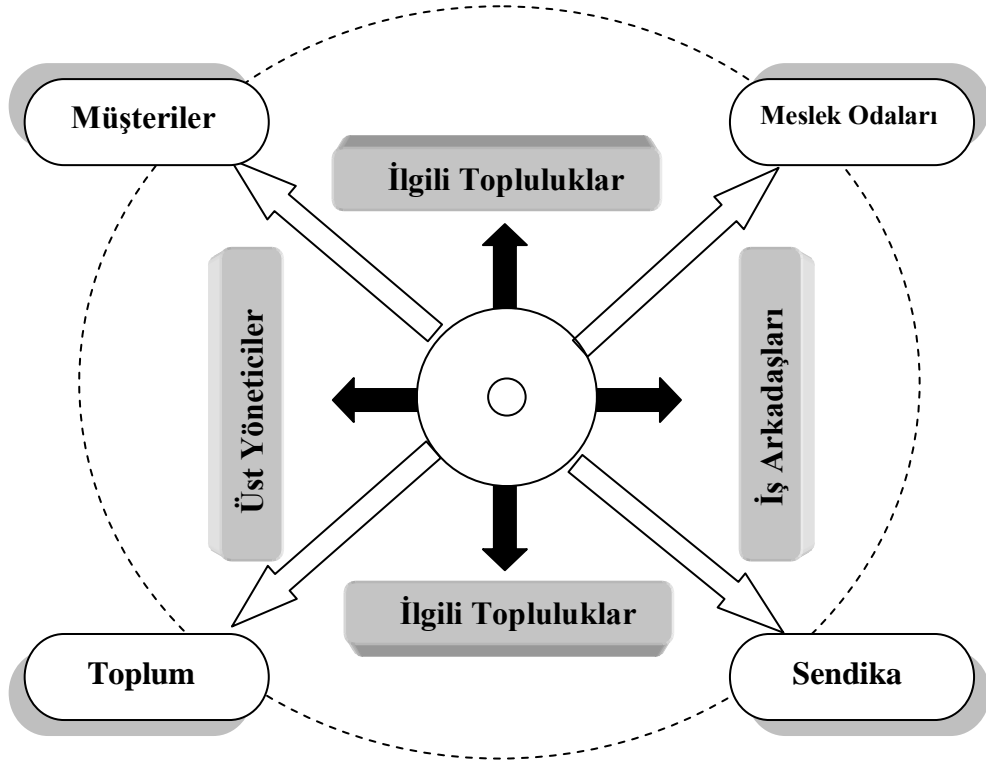 Müşteriler
Meslek Odaları
İlgili Topluluklar
Üst Yöneticiler
İş Arkadaşları
İlgili Topluluklar
Toplum
Sendika